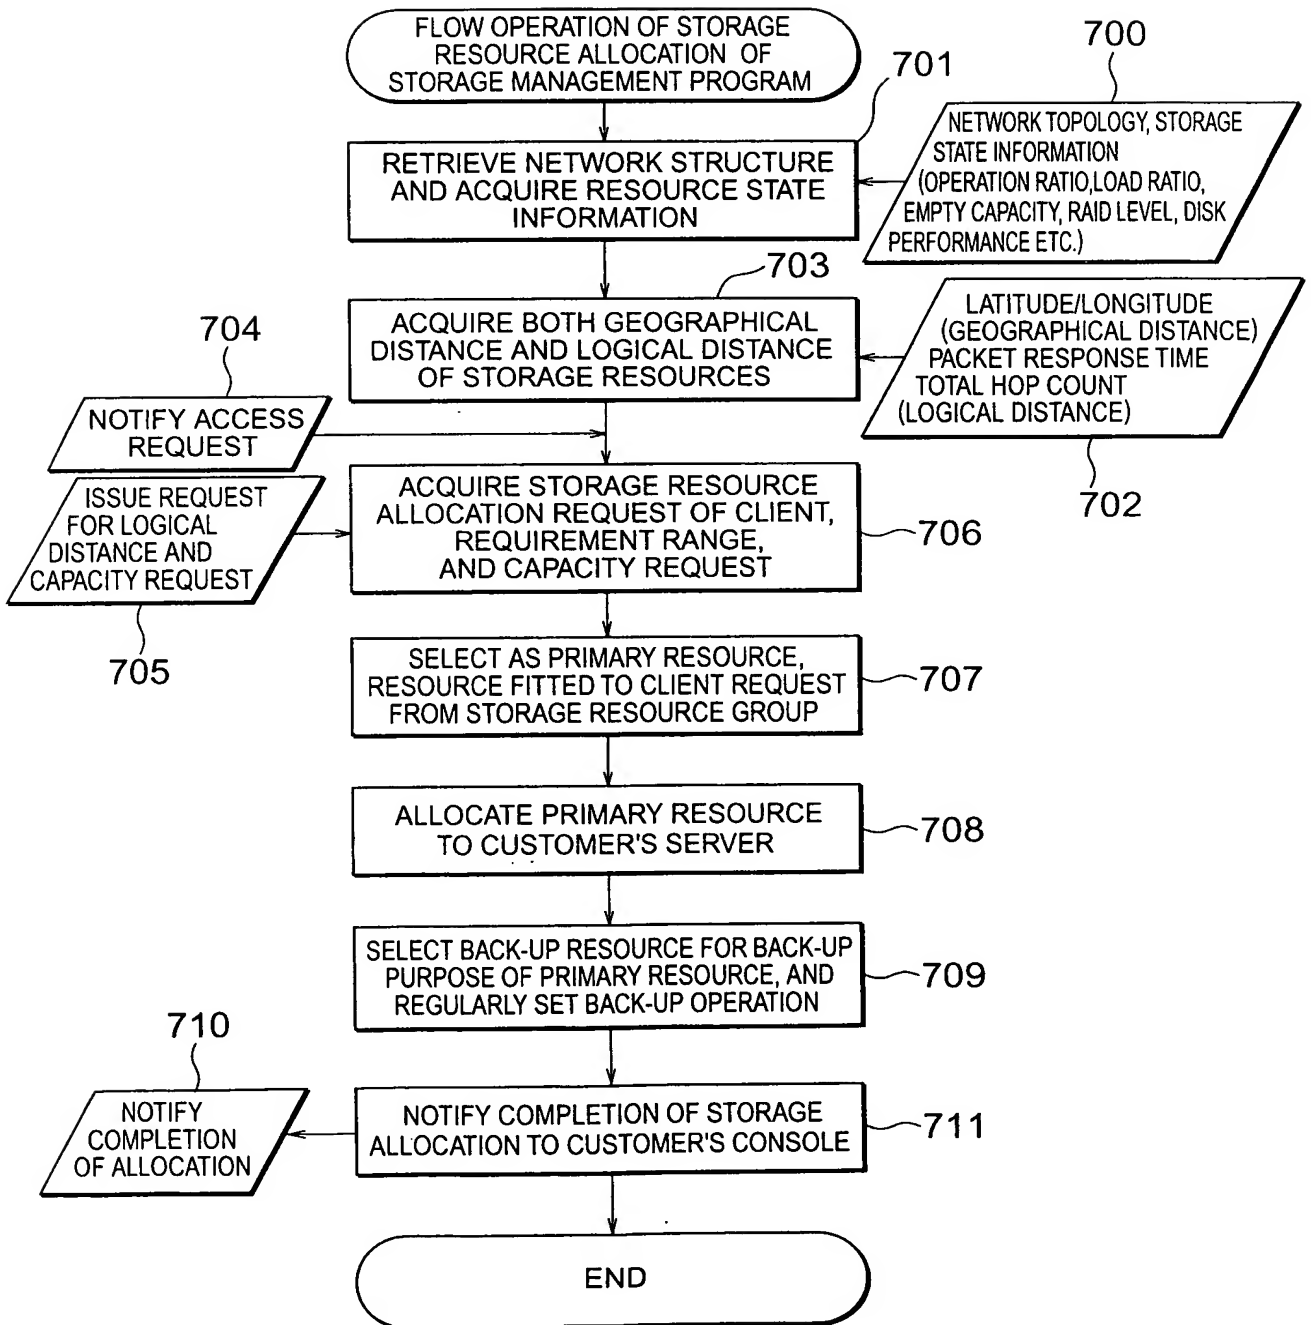 FLOW OPERATION OF STORAGE
RESOURCE ALLOCATION OF
STORAGE MANAGEMENT PROGRAM
701
700
RETRIEVE NETWORK STRUCTURE
AND ACQUIRE RESOURCE STATE
INFORMATION
NETWORK TOPOLOGY, STORAGE
STATE INFORMATION
(OPERATION RATIO,LOAD RATIO,
EMPTY CAPACITY, RAID LEVEL, DISK
PERFORMANCE ETC.)
703
ACQUIRE BOTH GEOGRAPHICAL
DISTANCE AND LOGICAL DISTANCE
OF STORAGE RESOURCES
LATITUDE/LONGITUDE
(GEOGRAPHICAL DISTANCE)
PACKET RESPONSE TIME
TOTAL HOP COUNT
(LOGICAL DISTANCE)
702
704
NOTIFY ACCESS
REQUEST
ISSUE REQUEST
FOR LOGICAL
DISTANCE AND
CAPACITY REQUEST
705
ACQUIRE STORAGE RESOURCE
ALLOCATION REQUEST OF CLIENT,
REQUIREMENT RANGE,
AND CAPACITY REQUEST
706
SELECT AS PRIMARY RESOURCE,
RESOURCE FITTED TO CLIENT REQUEST
FROM STORAGE RESOURCE GROUP
707
ALLOCATE PRIMARY RESOURCE
TO CUSTOMER'S SERVER
708
SELECT BACK-UP RESOURCE FOR BACK-UP
PURPOSE OF PRIMARY RESOURCE, AND
REGULARLY SET BACK-UP OPERATION
709
710
NOTIFY
COMPLETION
OF ALLOCATION
NOTIFY COMPLETION OF STORAGE
ALLOCATION TO CUSTOMER'S CONSOLE
711
END